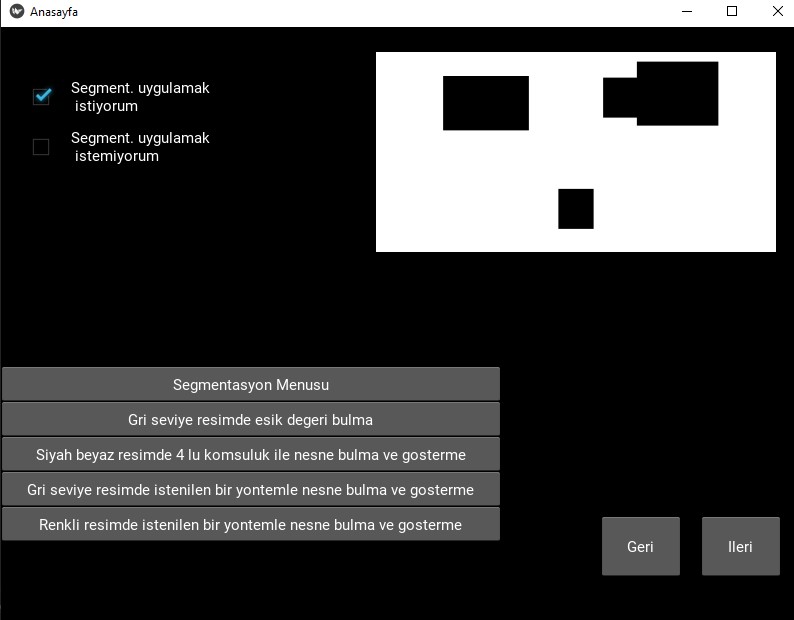 Anasayfa
Segment. uygulamak
istiyorum
Segment. uygulamak
istemiyorum
Segmentasyon Menusu
Gri seviye resimde esik degeri bulma
Siyah beyaz resimde 4 lu komsuluk ile nesne bulma ve gosterme
Gri seviye resimde istenilen bir yontemle nesne bulma ve gosterme
Renkli resimde istenilen bir yontemle nesne bulma ve gosterme
Geri
Ileri